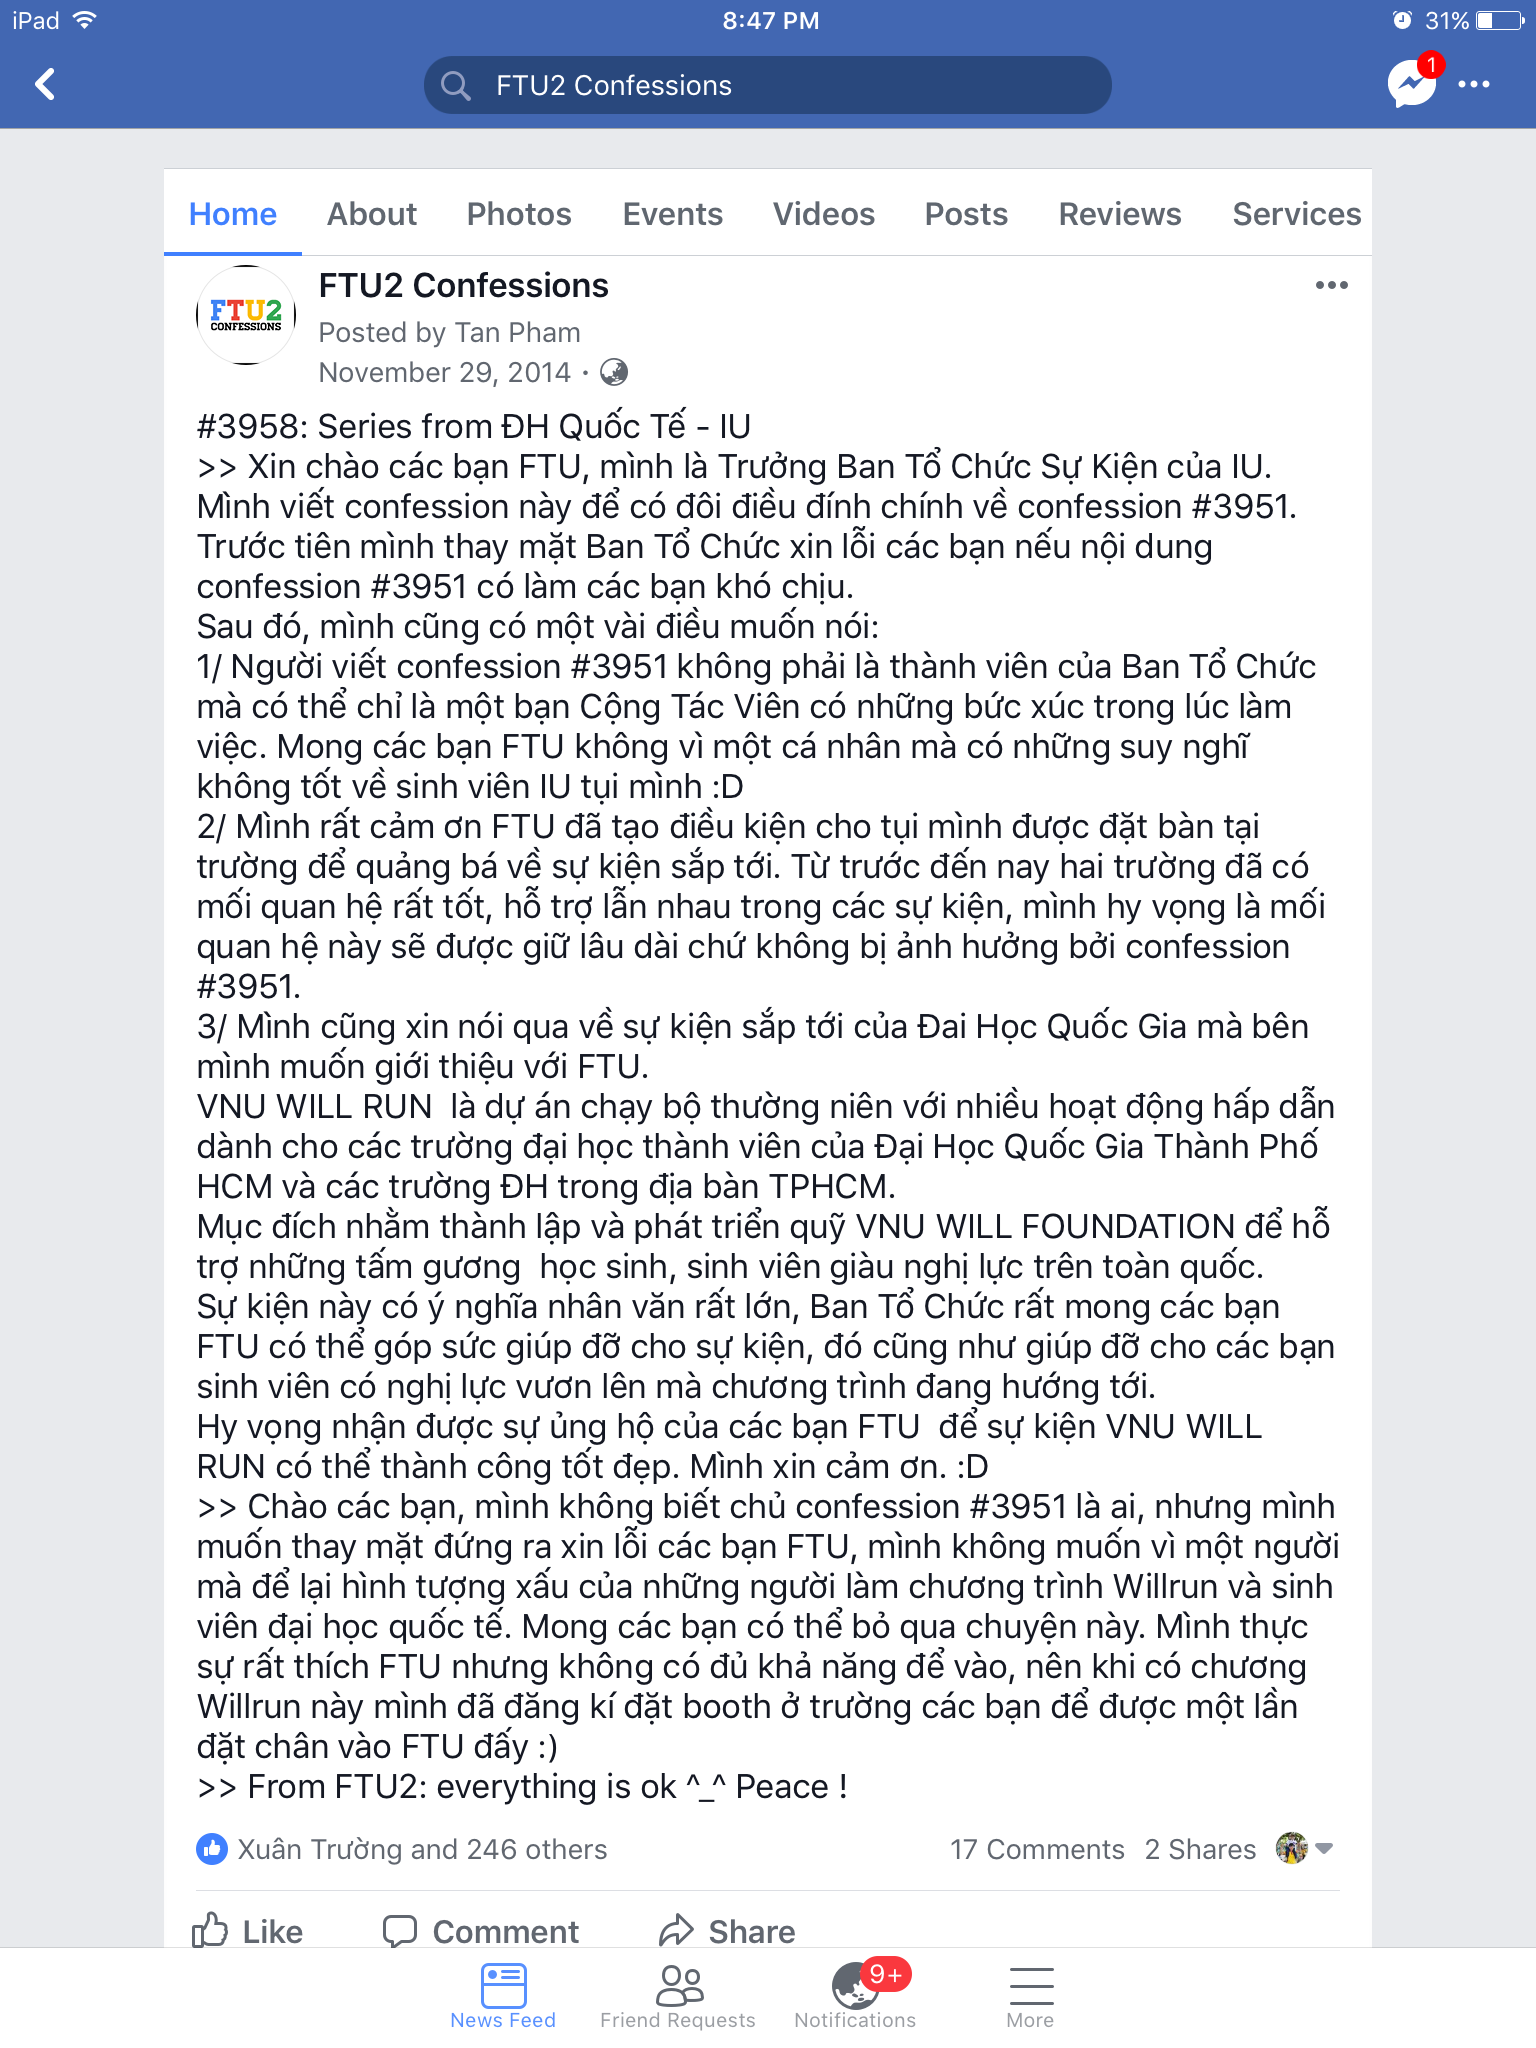 iPad
8:47 PM
31%
FTU2 Confessions
1
Home About Photos Events Videos Posts Reviews Services
FTU2
CONFESSIONS
FTU2 Confessions
Posted by Tan Pham
November 29, 2014 ·
#3958: Series from ĐH Quốc Tế - IU
>> Xin chào các bạn FTU, mình là Trưởng Ban Tổ Chức Sự Kiện của IU.
Mình viết confession này để có đôi điều đính chính về confession #3951.
Trước tiên mình thay mặt Ban Tổ Chức xin lỗi các bạn nếu nội dung
confession #3951 có làm các bạn khó chịu.
Sau đó, mình cũng có một vài điều muốn nói:
1/ Người viết confession #3951 không phải là thành viên của Ban Tổ Chức
mà có thể chỉ là một bạn Cộng Tác Viên có những bức xúc trong lúc làm
việc. Mong các bạn FTU không vì một cá nhân mà có những suy nghĩ
không tốt về sinh viên IU tụi mình :D
2/ Mình rất cảm ơn FTU đã tạo điều kiện cho tụi mình được đặt bàn tại
trường để quảng bá về sự kiện sắp tới. Từ trước đến nay hai trường đã có
mối quan hệ rất tốt, hỗ trợ lẫn nhau trong các sự kiện, mình hy vọng là mối
quan hệ này sẽ được giữ lâu dài chứ không bị ảnh hưởng bởi confession
#3951.
3/ Mình cũng xin nói qua về sự kiện sắp tới của Đai Học Quốc Gia mà bên
mình muốn giới thiệu với FTU.
VNU WILL RUN  là dự án chạy bộ thường niên với nhiều hoạt động hấp dẫn
dành cho các trường đại học thành viên của Đại Học Quốc Gia Thành Phố
HCM và các trường ĐH trong địa bàn TPHCM.
Mục đích nhằm thành lập và phát triển quỹ VNU WILL FOUNDATION để hỗ
trợ những tấm gương  học sinh, sinh viên giàu nghị lực trên toàn quốc.
Sự kiện này có ý nghĩa nhân văn rất lớn, Ban Tổ Chức rất mong các bạn
FTU có thể góp sức giúp đỡ cho sự kiện, đó cũng như giúp đỡ cho các bạn
sinh viên có nghị lực vươn lên mà chương trình đang hướng tới.
Hy vọng nhận được sự ủng hộ của các bạn FTU  để sự kiện VNU WILL
RUN có thể thành công tốt đẹp. Mình xin cảm ơn. :D
>> Chào các bạn, mình không biết chủ confession #3951 là ai, nhưng mình
muốn thay mặt đứng ra xin lỗi các bạn FTU, mình không muốn vì một người
mà để lại hình tượng xấu của những người làm chương trình Willrun và sinh
viên đại học quốc tế. Mong các bạn có thể bỏ qua chuyện này. Mình thực
sự rất thích FTU nhưng không có đủ khả năng để vào, nên khi có chương
Willrun này mình đã đăng kí đặt booth ở trường các bạn để được một lần
đặt chân vào FTU đấy :)
>> From FTU2: everything is ok ^_^ Peace !
Xuân Trường and 246 others
17 Comments 2 Shares
Like Comment Share
9+
News Feed Friend Requests Notifications More